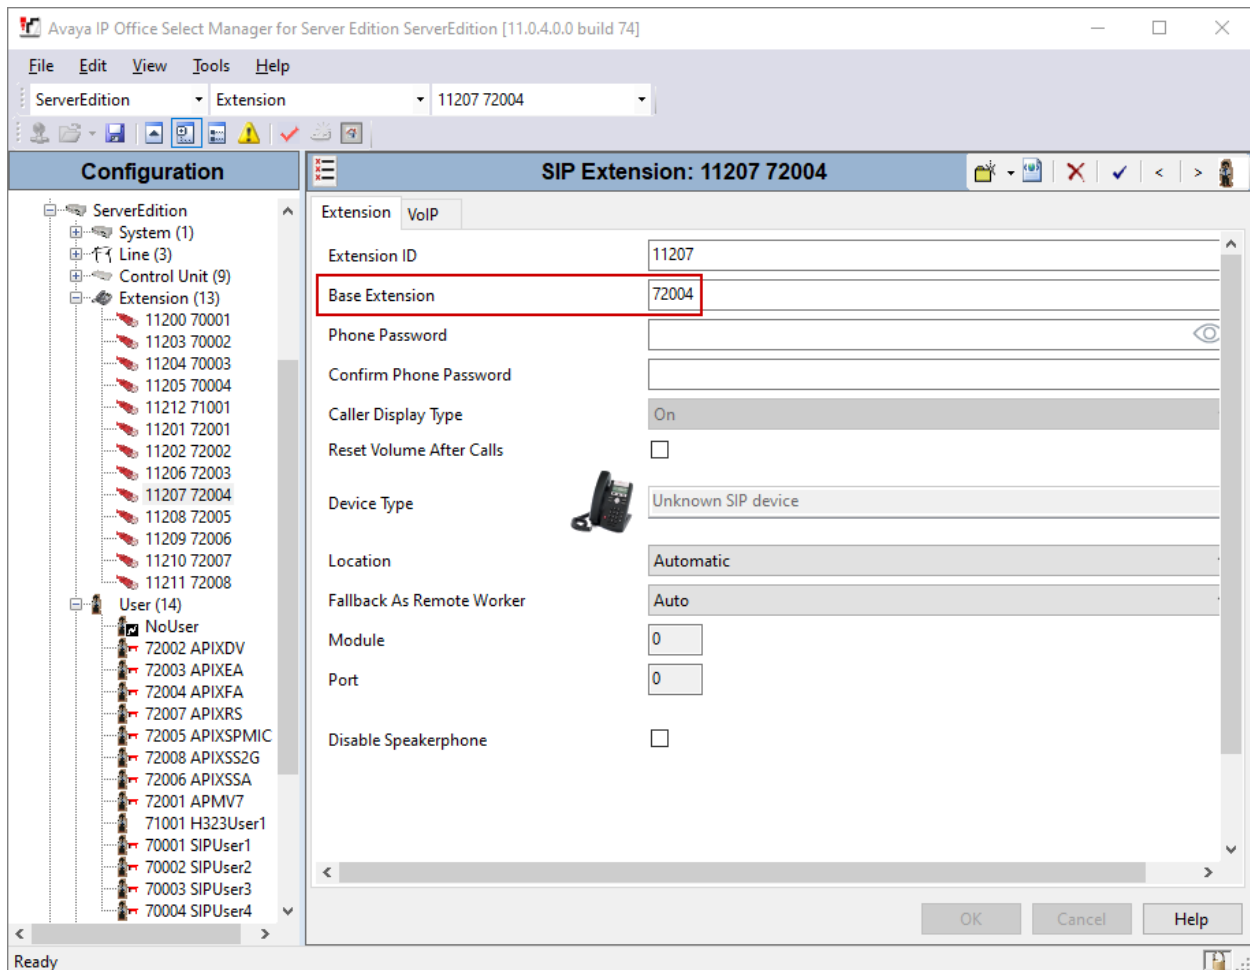 Avaya IP Office Select Manager for Server Edition ServerEdition [11.0.4.0.0 build 74]
File Edit View Tools Help
ServerEdition Extension 11207 72004
Configuration
ServerEdition
System (1)
Line (3)
Control Unit (9)
Extension (13)
11200 70001
11203 70002
11204 70003
11205 70004
11212 71001
11201 72001
11202 72002
11206 72003
11207 72004
11208 72005
11209 72006
11210 72007
11211 72008
User (14)
NoUser
72002 APIXDV
72003 APIXEA
72004 APIXFA
72007 APIXRS
72005 APIXSPMIC
72008 APIXSS2G
72006 APIXSSA
72001 APMV7
71001 H323User1
70001 SIPUser1
70002 SIPUser2
70003 SIPUser3
70004 SIPUser4
SIP Extension: 11207 72004
Extension VoIP
Extension ID 11207
Base Extension 72004
Phone Password
Confirm Phone Password
Caller Display Type On
Reset Volume After Calls
Device Type Unknown SIP device
Location Automatic
Fallback As Remote Worker Auto
Module 0
Port 0
Disable Speakerphone
OK Cancel Help
Ready